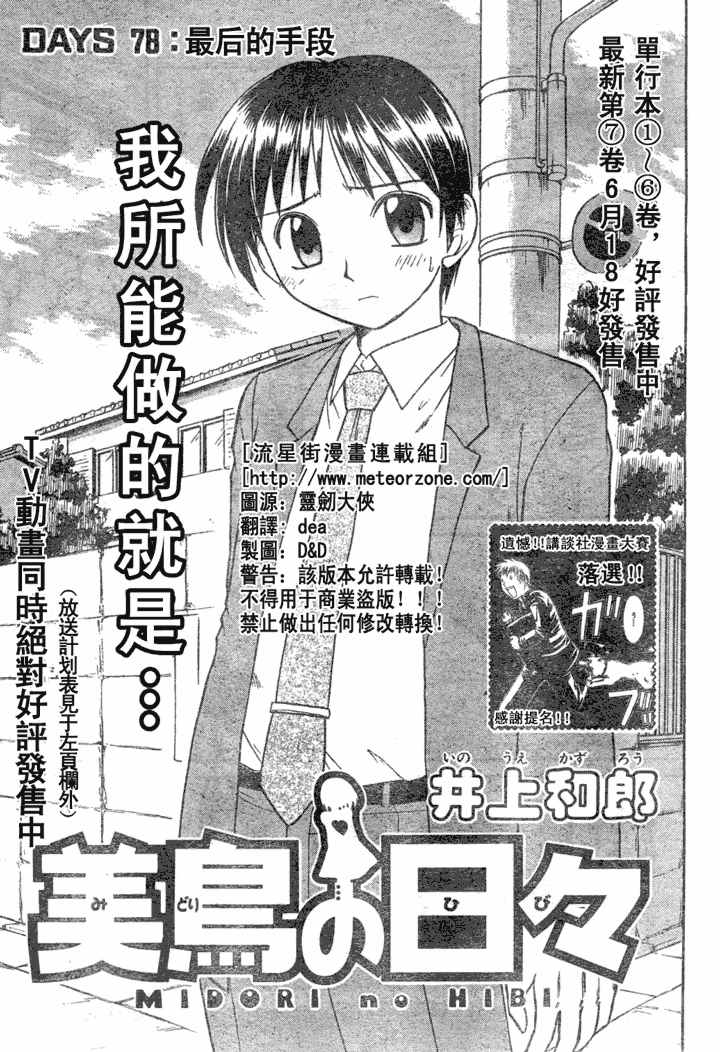 DAYS 78:最后的手段
單行本①～⑥卷，好評發售中
最新第⑦卷6月18好發售
我所能做的就是…
TV動畫同時絕對好評發售中
(放送計划表見于左頁欄外)
[流星街漫畫連載組]
[http://www.meteorzone.com/]
圖源: 靈劍大俠
翻譯: dea
製圖: D&D
警告: 該版本允許轉載!
不得用于商業盜版!!!
禁止做出任何修改轉換!
遺憾!!講談社漫畫大賽
落選!!
ガッ
ブッ
感謝提名!!
いの うえ かず ろう
井上和郎
美鳥の日々
み どり ひ び
MIDORI no HIBI